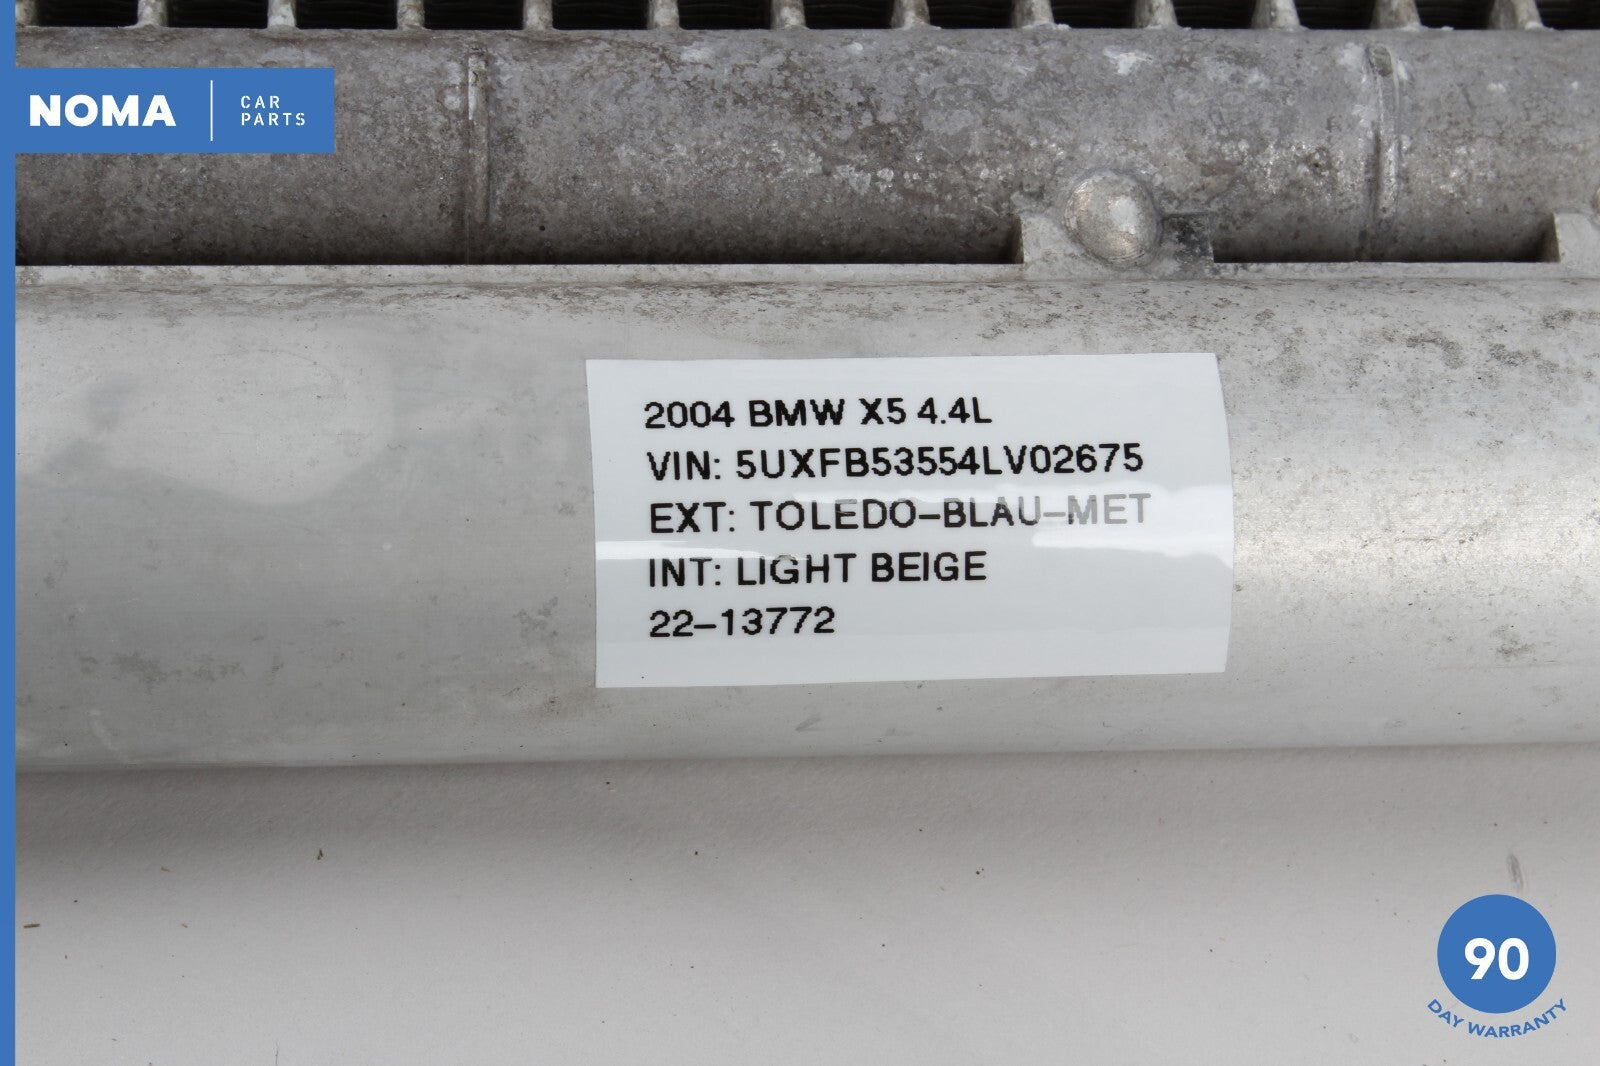 NOMA
CAR
PARTS
2004 BMW X5 4.4L
VIN: 5UXFB53554LV02675
EXT: TOLEDO-BLAU-MET
INT: LIGHT BEIGE
22-13772
90
DAY WARRANTY